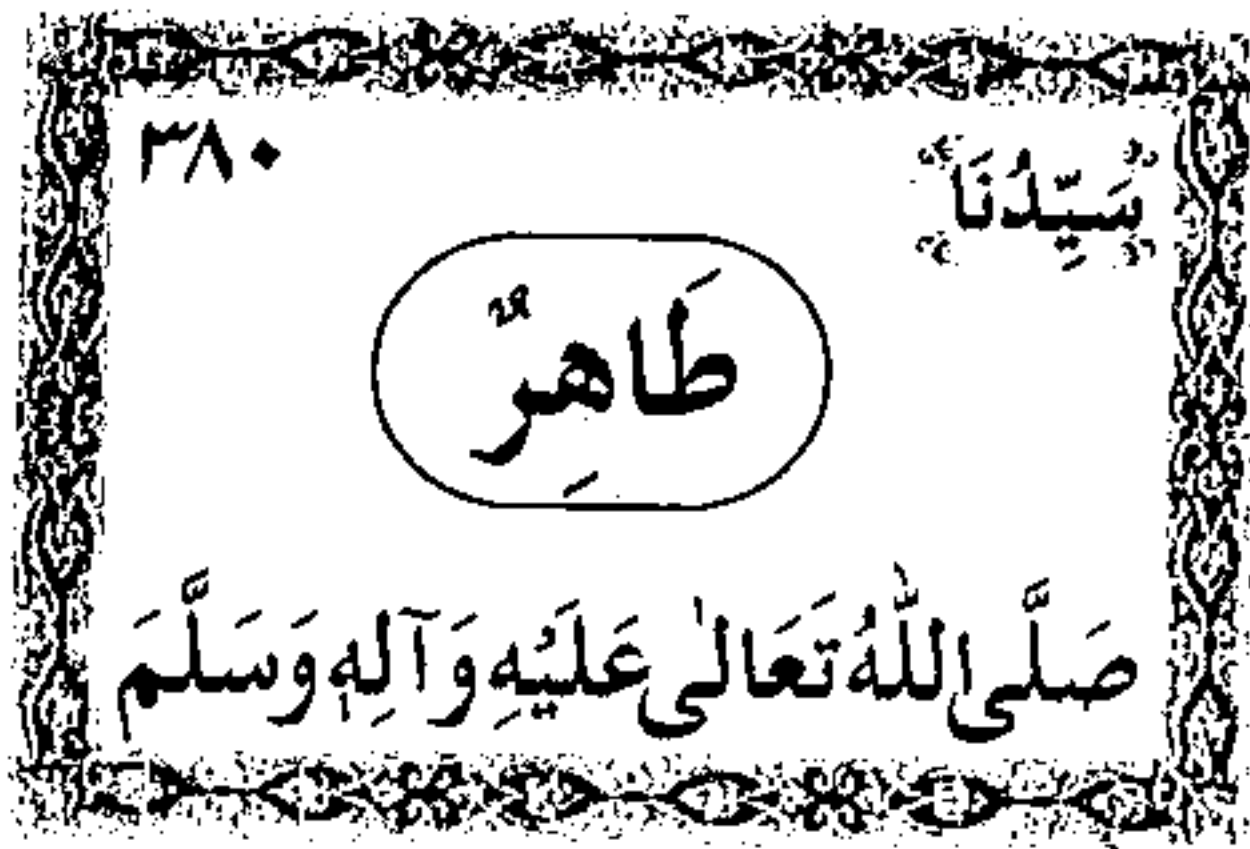 سَيِّدُنَا ٣٨٠
طَاهِرٌ
صَلَّى اللّٰهُ تَعَالٰى عَلَيْهِ وَآلِهٖ وَسَلَّمَ